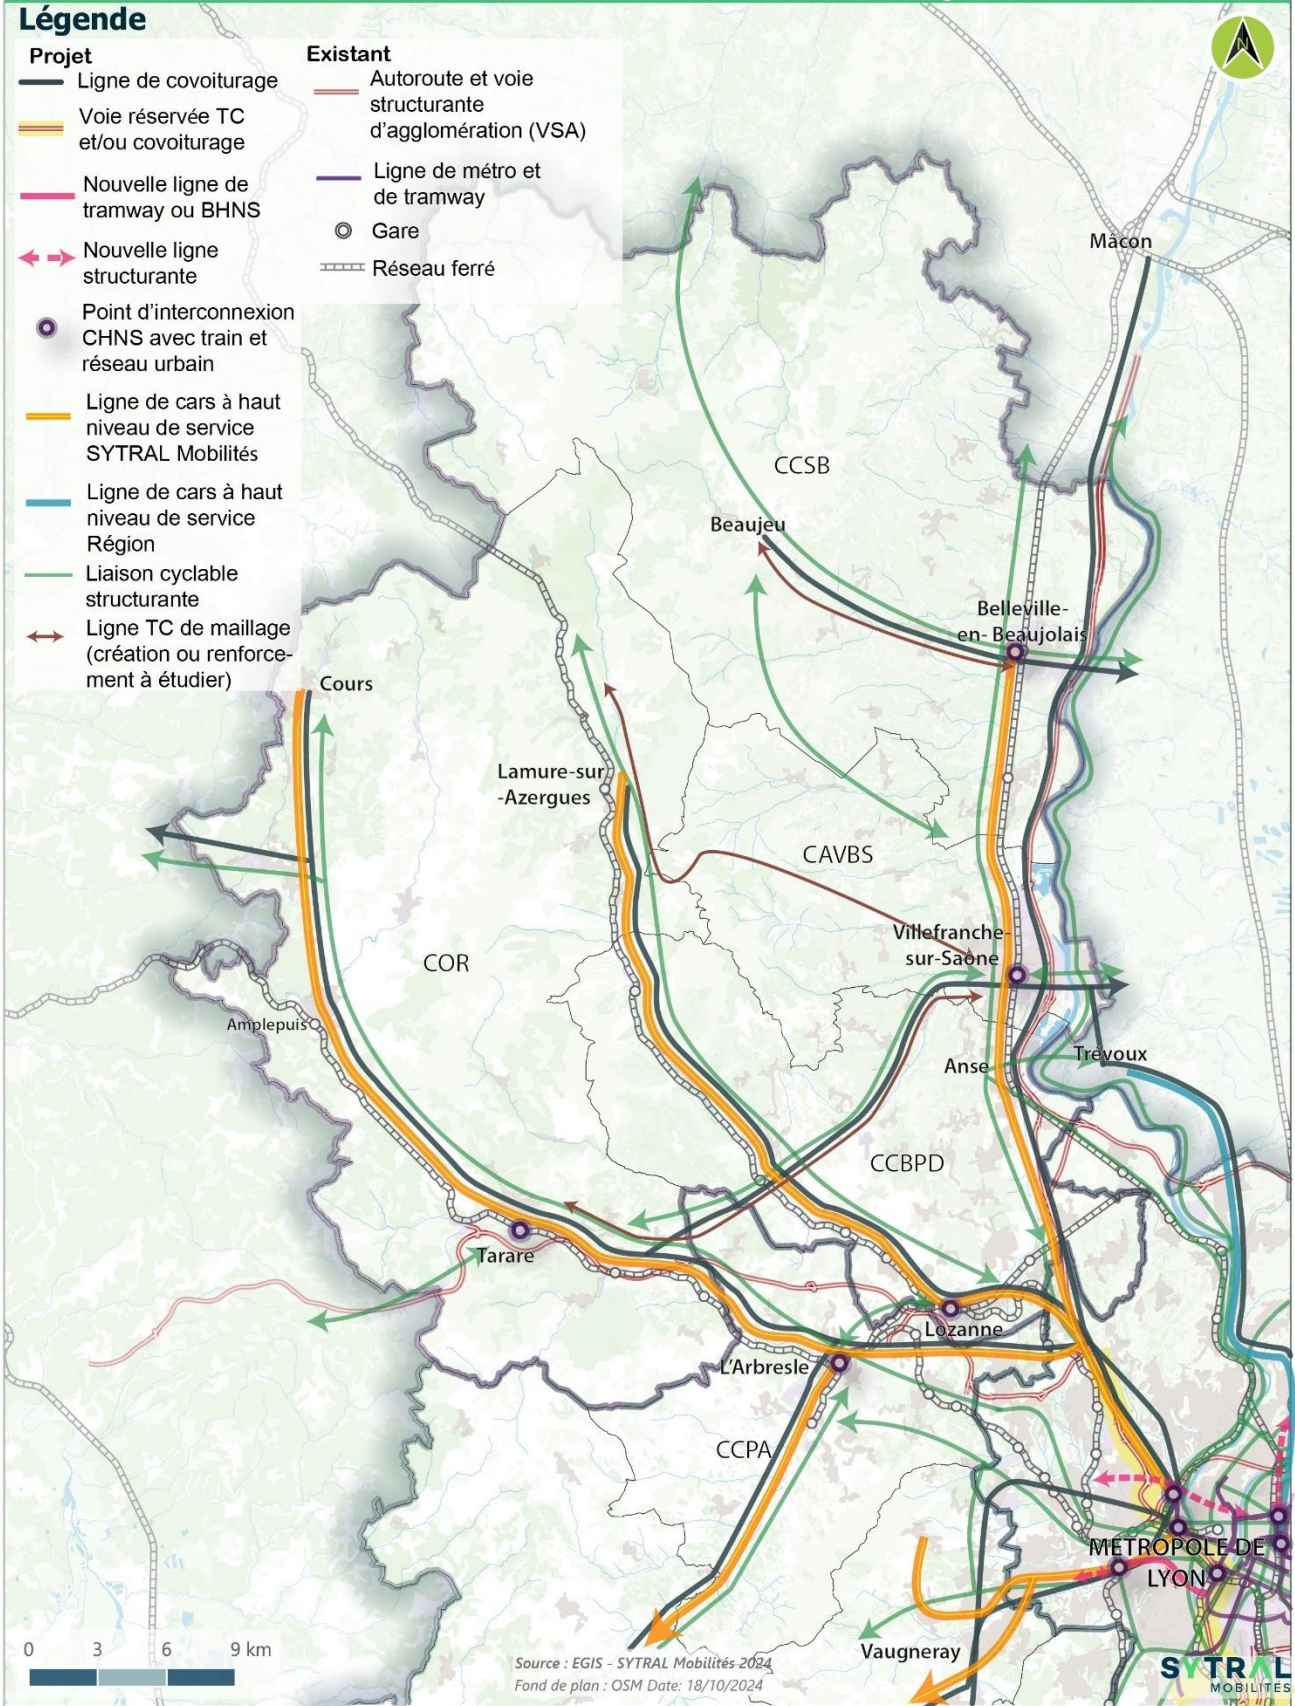 Légende
Projet
Ligne de covoiturage
Voie réservée TC
et/ou covoiturage
Nouvelle ligne de
tramway ou BHNS
Nouvelle ligne
structurante
Point d'interconnexion
CHNS avec train et
réseau urbain
Ligne de cars à haut
niveau de service
SYTRAL Mobilités
Ligne de cars à haut
niveau de service
Région
Liaison cyclable
structurante
Ligne TC de maillage
(création ou renforce-
ment à étudier)
Existant
Autoroute et voie
structurante
d'agglomération (VSA)
Ligne de métro et
de tramway
Gare
Réseau ferré
N
Mâcon
CCSB
Beaujeu
Belleville-
en- Beaujolais
Cours
Lamure-sur
-Azergues
CAVBS
Villefranche-
sur-Saône
COR
Amplepuis
Anse
Trévoux
CCBPD
Tarare
Lozanne
L'Arbresle
CCPA
METROPOLE DE
LYON
Vaugneray
0 3 6 9 km
Source : EGIS - SYTRAL Mobilités 2024
Fond de plan : OSM Date: 18/10/2024
SYTRAL
MOBILITÉS